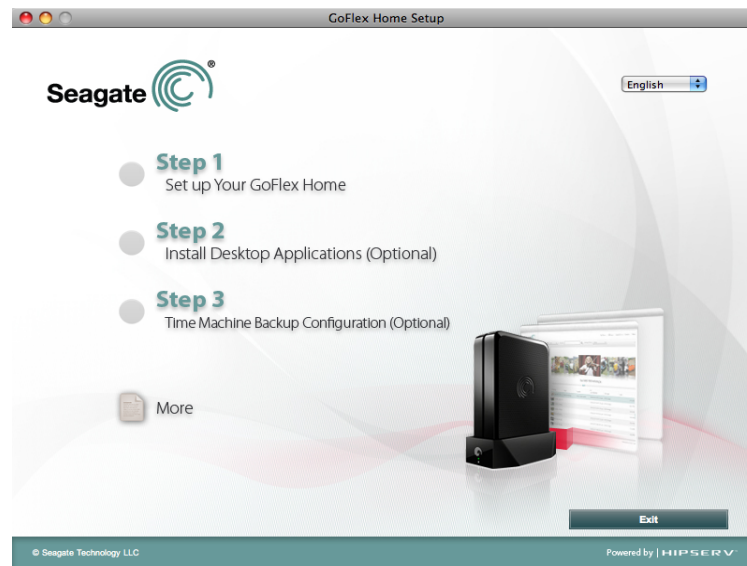 GoFlex Home Setup
Seagate®
English
Step 1
Set up Your GoFlex Home
Step 2
Install Desktop Applications (Optional)
Step 3
Time Machine Backup Configuration (Optional)
More
Exit
© Seagate Technology LLC
Powered by | HIPSERV™